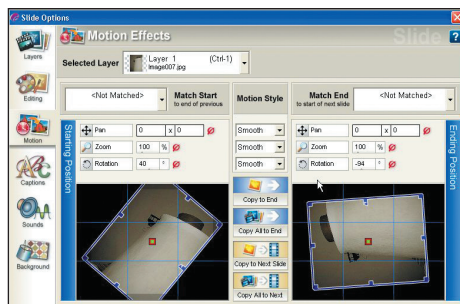 Slide Options
Motion Effects
Slide
?
Layers
Selected Layer
Layer 1 (Ctrl-1)
Image007.jpg
Editing
<Not Matched>
Match Start
to end of previous
Motion Style
Match End
to start of next slide
<Not Matched>
Motion
Starting Position
Pan 0 x 0
Smooth
Pan 0 x 0
Ending Position
Zoom 100 %
Smooth
Zoom 100 %
Rotation 40 °
Smooth
Rotation -94 °
Captions
Copy to End
Sounds
Copy All to End
Copy to Next Slide
Background
Copy All to Next